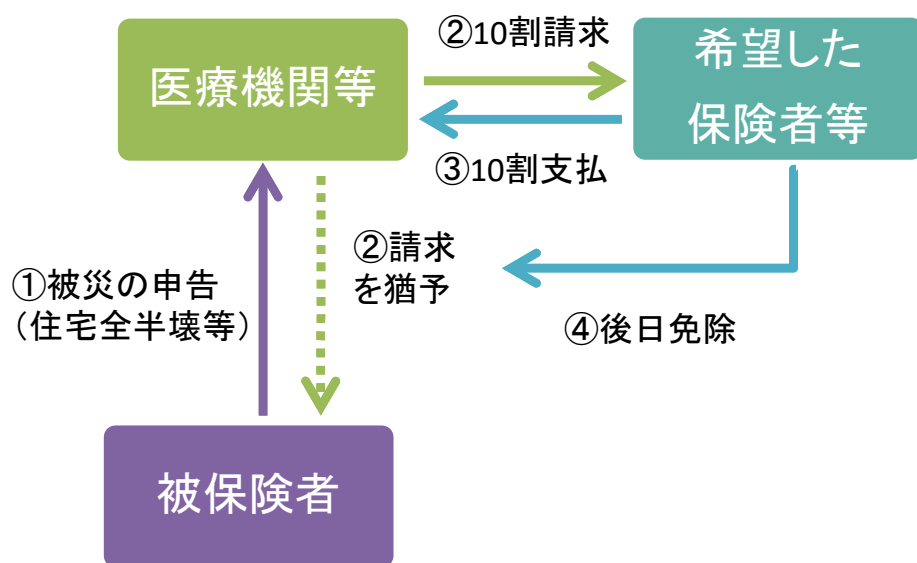 ②10割請求
医療機関等
希望した
保険者等
③10割支払
①被災の申告
（住宅全半壊等）
②請求
を猶予
④後日免除
被保険者